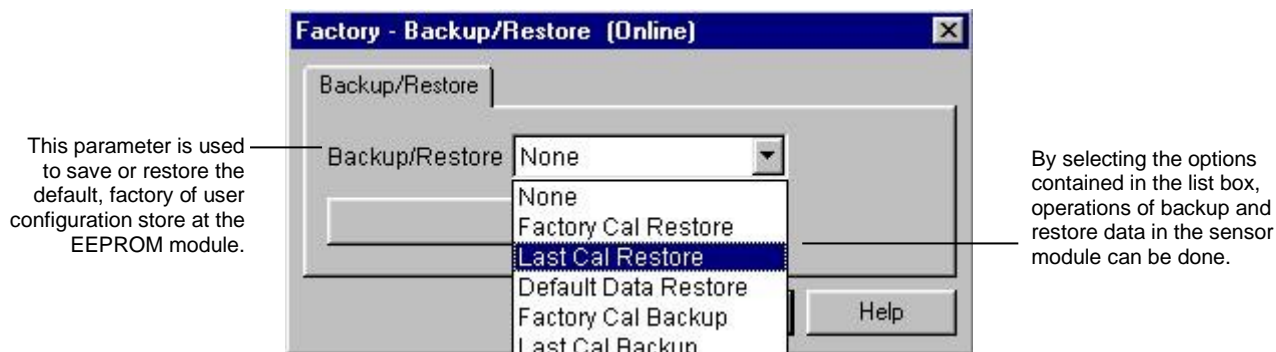 Factory - Backup/Restore (Online)
Backup/Restore
This parameter is used
to save or restore the
default, factory of user
configuration store at the
EEPROM module.
Backup/Restore
None
None
Factory Cal Restore
Last Cal Restore
Default Data Restore
Factory Cal Backup
Last Cal Backup
Help
By selecting the options
contained in the list box,
operations of backup and
restore data in the sensor
module can be done.